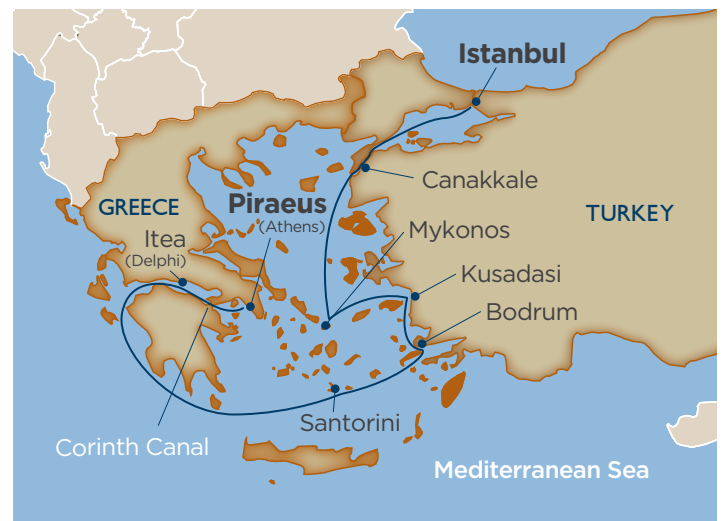 Istanbul
Canakkale
GREECE
Piraeus
(Athens)
TURKEY
Itea
(Delphi)
Mykonos
Kusadasi
Bodrum
Santorini
Corinth Canal
Mediterranean Sea